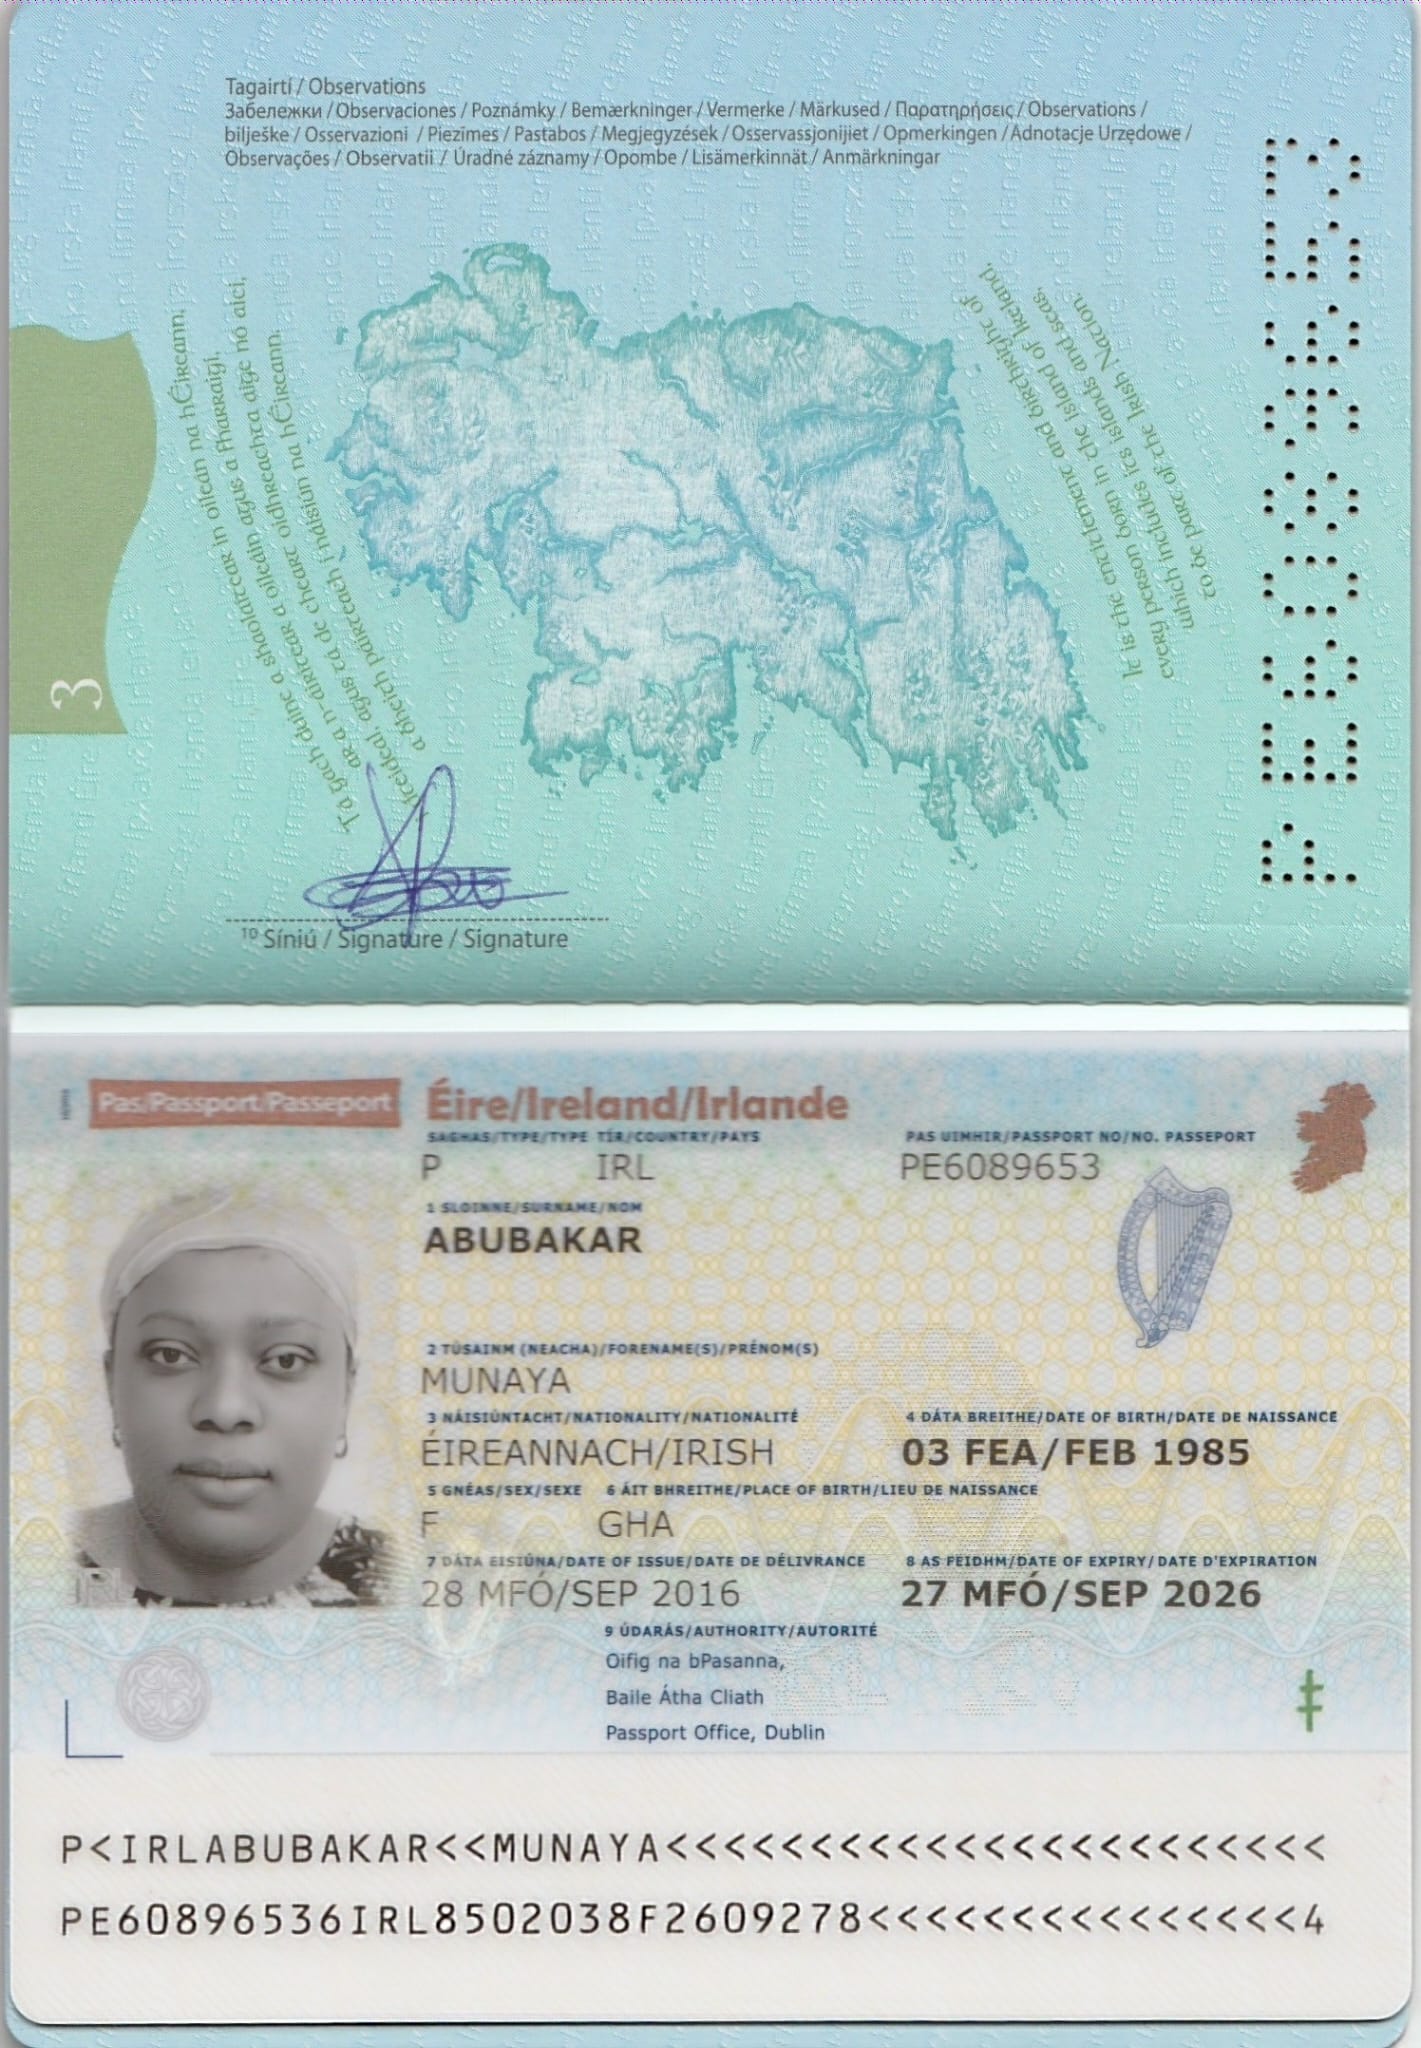 Tagairtí / Observations
Забележки / Observaciones / Poznámky / Bemærkninger / Vermerke / Märkused / Παρατηρήσεις / Observations /
bilješke / Osservazioni / Piezīmes / Pastabos / Megjegyzések / Osservassjonijiet / Opmerkingen / Adnotacje Urzędowe /
Observações / Observatii / Úradné záznamy / Opombe / Lisämerkinnät / Anmärkningar
Tá ag gach duine a shaolaítear in oileán na hÉireann,
ar a n-áirítear a oileáin agus a fharraigí,
de cheart oidhreachta aige nó aici,
a bheith páirteach i náisiún na hÉireann.
It is the entitlement and birthright of
every person born in the island of Ireland,
which includes its islands and seas,
to be part of the Irish Nation.
PE6089653
3
10 Síniú / Signature / Signature
Pas/Passport/Passeport
Éire/Ireland/Irlande
SAGHAS/TYPE/TYPE TÍR/COUNTRY/PAYS PAS UIMHIR/PASSPORT NO/NO. PASSEPORT
P IRL PE6089653
1 SLOINNE/SURNAME/NOM
ABUBAKAR
2 TÚSAINM (NEACHA)/FORENAME(S)/PRÉNOM(S)
MUNAYA
3 NÁISIÚNTACHT/NATIONALITY/NATIONALITÉ 4 DÁTA BREITHE/DATE OF BIRTH/DATE DE NAISSANCE
ÉIREANNACH/IRISH 03 FEA/FEB 1985
5 GNÉAS/SEX/SEXE 6 ÁIT BHREITHE/PLACE OF BIRTH/LIEU DE NAISSANCE
F GHA
7 DÁTA EISIÚNA/DATE OF ISSUE/DATE DE DÉLIVRANCE 8 AS FEIDHM/DATE OF EXPIRY/DATE D'EXPIRATION
28 MFÓ/SEP 2016 27 MFÓ/SEP 2026
9 ÚDARÁS/AUTHORITY/AUTORITÉ
Oifig na bPasanna,
Baile Átha Cliath
Passport Office, Dublin
P<IRLABUBAKAR<<MUNAYA<<<<<<<<<<<<<<<<<<<<<<<
PE60896536IRL8502038F2609278<<<<<<<<<<<<<<<4